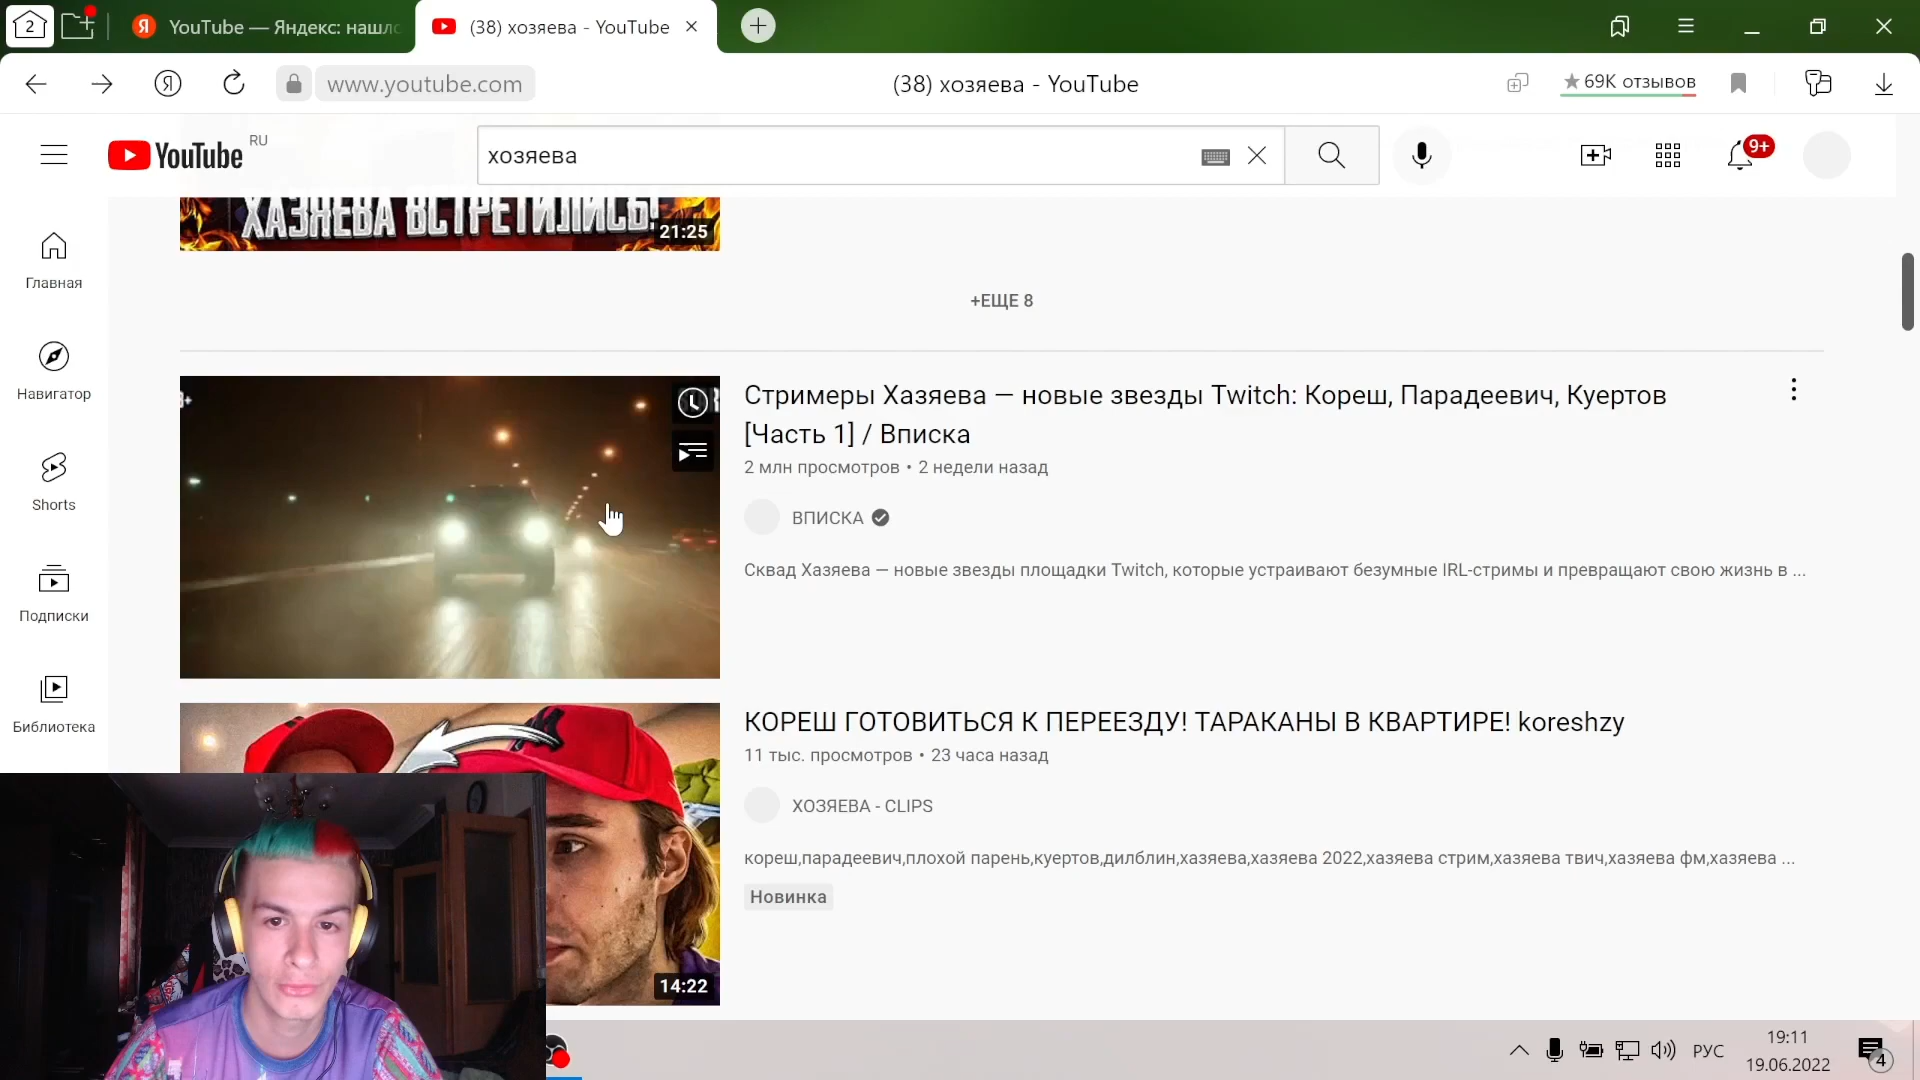 2
YouTube — Яндекс: нашло
(38) хозяева - YouTube
www.youtube.com
(38) хозяева - YouTube
69K отзывов
YouTube RU
хозяева
9+
ХАЗЯЕВА ВСТРЕТИЛИСЬ!
21:25
Главная
Навигатор
Shorts
Подписки
Библиотека
+ЕЩЕ 8
Стримеры Хазяева — новые звезды Twitch: Кореш, Парадеевич, Куертов
[Часть 1] / Вписка
2 млн просмотров • 2 недели назад
ВПИСКА
Сквад Хазяева — новые звезды площадки Twitch, которые устраивают безумные IRL-стримы и превращают свою жизнь в ...
КОРЕШ ГОТОВИТЬСЯ К ПЕРЕЕЗДУ! ТАРАКАНЫ В КВАРТИРЕ! koreshzy
11 тыс. просмотров • 23 часа назад
ХОЗЯЕВА - CLIPS
кореш,парадеевич,плохой парень,куертов,дилблин,хазяева,хазяева 2022,хазяева стрим,хазяева твич,хазяева фм,хазяева ...
Новинка
14:22
РУС
19:11
19.06.2022
4